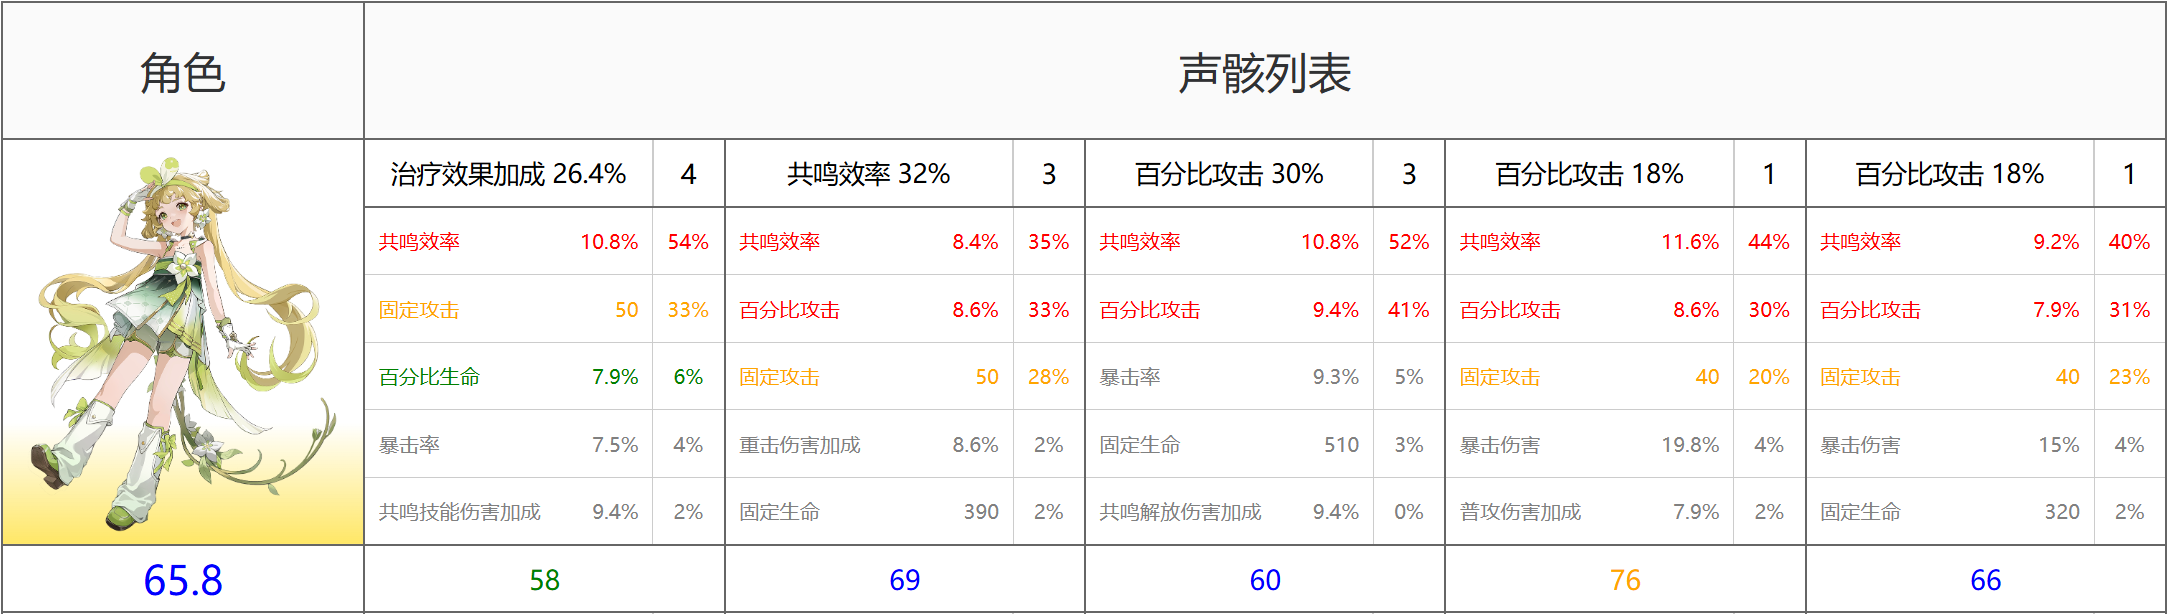 角色 声骸列表
治疗效果加成 26.4% 4 共鸣效率 32% 3 百分比攻击 30% 3 百分比攻击 18% 1 百分比攻击 18% 1
共鸣效率 10.8% 54% 共鸣效率 8.4% 35% 共鸣效率 10.8% 52% 共鸣效率 11.6% 44% 共鸣效率 9.2% 40%
固定攻击 50 33% 百分比攻击 8.6% 33% 百分比攻击 9.4% 41% 百分比攻击 8.6% 30% 百分比攻击 7.9% 31%
百分比生命 7.9% 6% 固定攻击 50 28% 暴击率 9.3% 5% 固定攻击 40 20% 固定攻击 40 23%
暴击率 7.5% 4% 重击伤害加成 8.6% 2% 固定生命 510 3% 暴击伤害 19.8% 4% 暴击伤害 15% 4%
共鸣技能伤害加成 9.4% 2% 固定生命 390 2% 共鸣解放伤害加成 9.4% 0% 普攻伤害加成 7.9% 2% 固定生命 320 2%
65.8 58 69 60 76 66